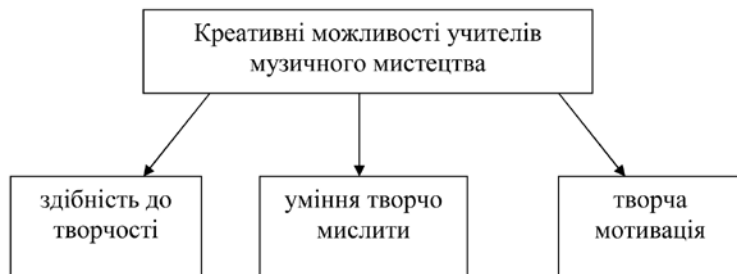 Креативні можливості учителів
музичного мистецтва
здібність до
творчості
уміння творчо
мислити
творча
мотивація